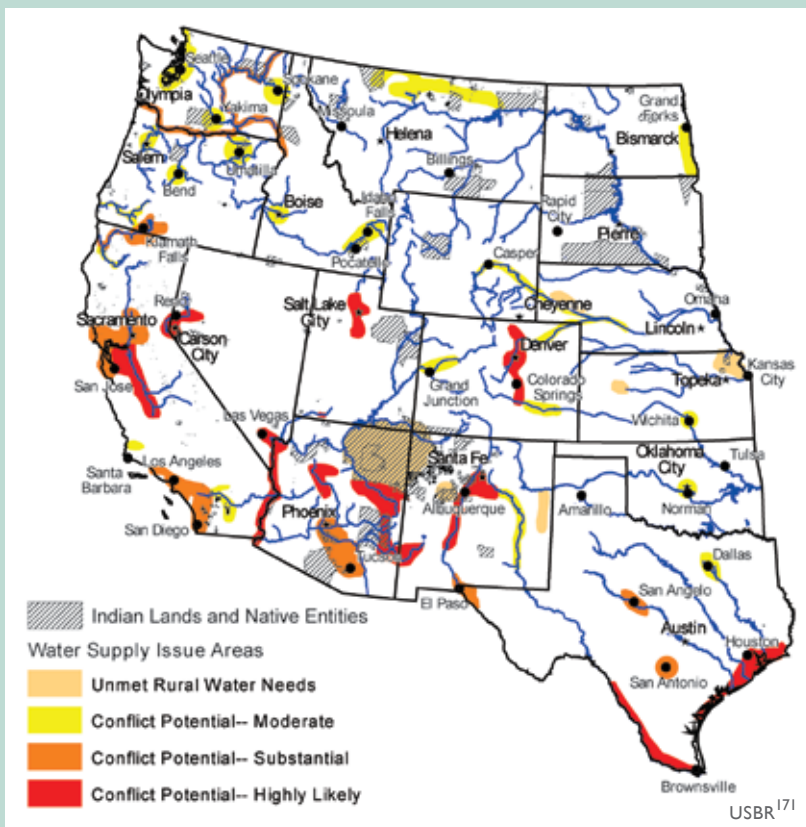 Seattle
Spokane
Olympia
Yakima
Missoula
Helena
Grand
Forks
Bismarck
Salem
Umatilla
Billings
Bend
Boise
Idaho
Falls
Rapid
City
Pierre
Klamath
Falls
Pocatello
Casper
Reno
Salt Lake
City
Cheyenne
Omaha
Sacramento
Carson
City
Lincoln
Denver
San Jose
Grand
Junction
Colorado
Springs
Topeka
Kansas
City
Las Vegas
Wichita
Santa Fe
Oklahoma
City
Tulsa
Los Angeles
Santa
Barbara
Phoenix
Albuquerque
Amarillo
Norman
San Diego
Tucson
Dallas
El Paso
San Angelo
Austin
Houston
San Antonio
Brownsville
Indian Lands and Native Entities
Water Supply Issue Areas
Unmet Rural Water Needs
Conflict Potential-- Moderate
Conflict Potential-- Substantial
Conflict Potential-- Highly Likely
USBR171